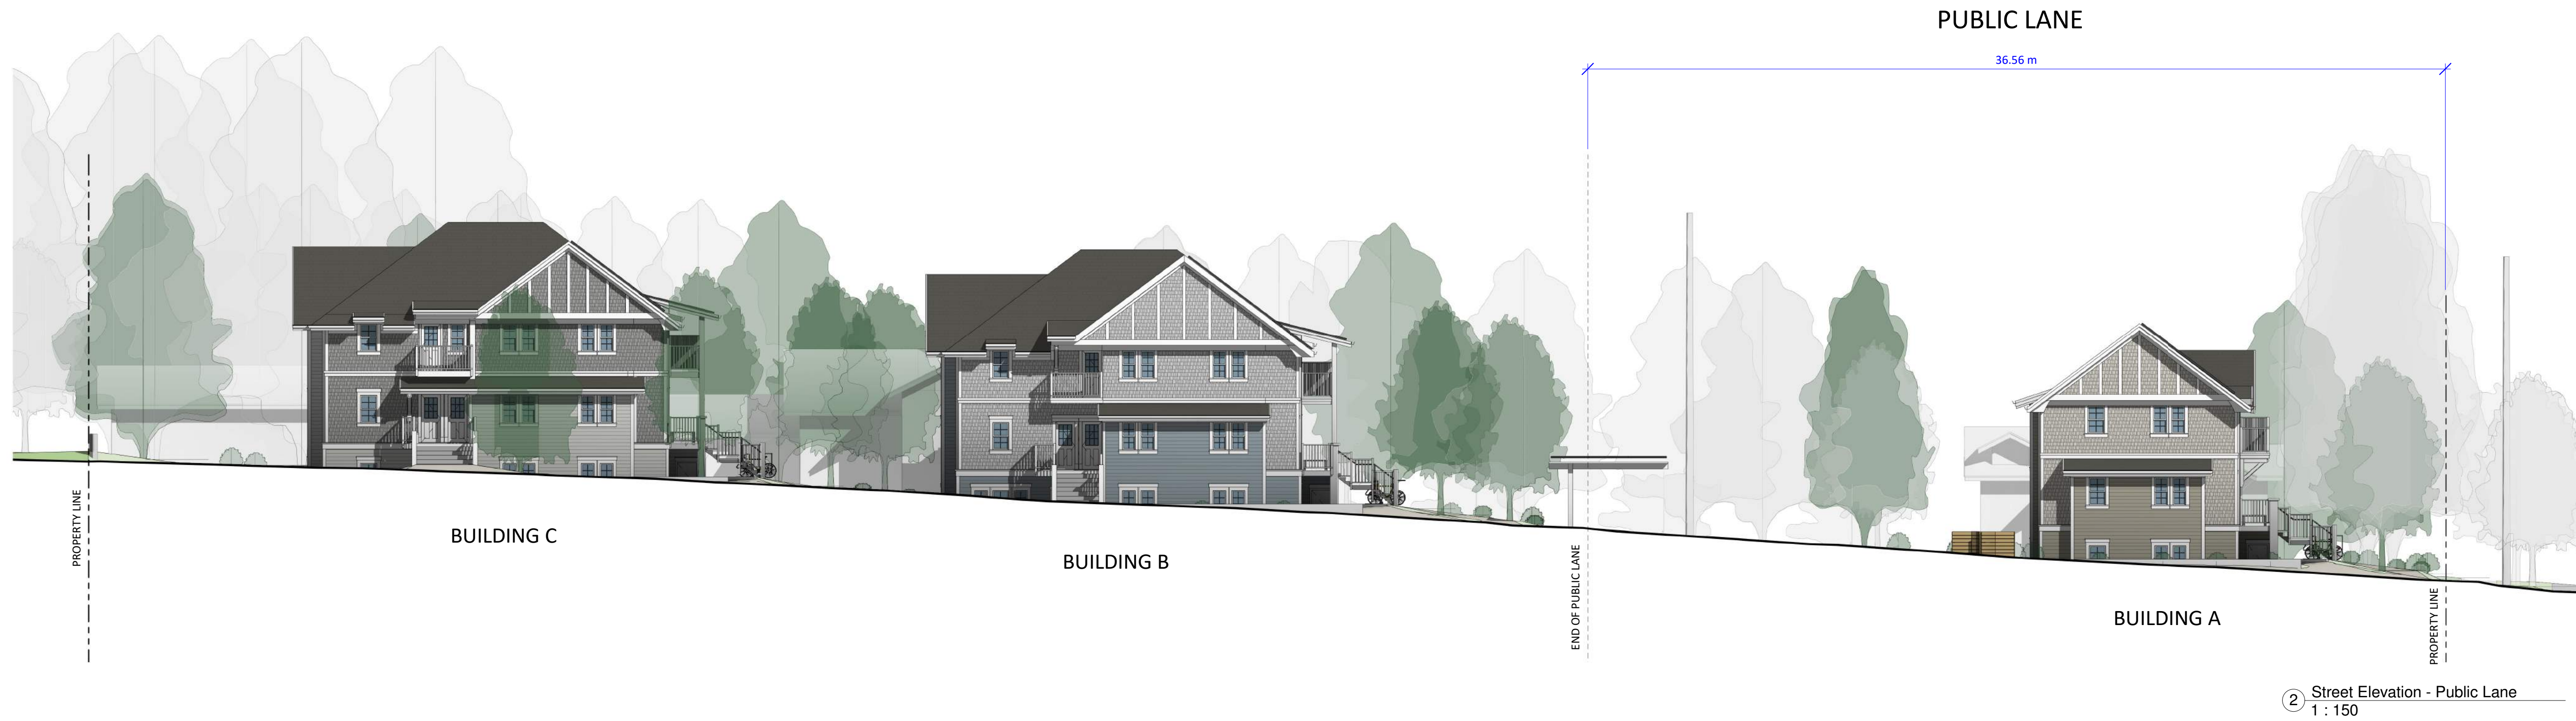 PUBLIC LANE
36.56 m
PROPERTY LINE
BUILDING C
BUILDING B
END OF PUBLIC LANE
BUILDING A
PROPERTY LINE
2 Street Elevation - Public Lane
1 : 150